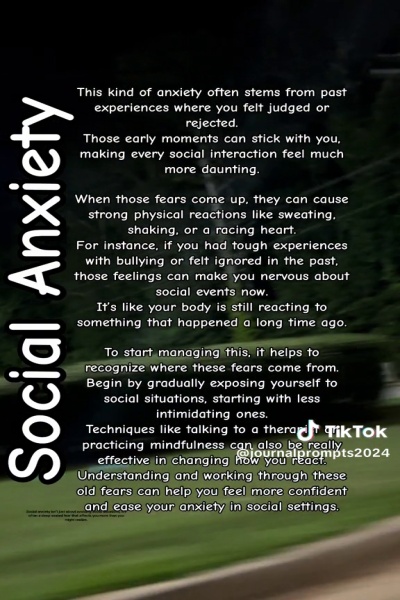 Social Anxiety
This kind of anxiety often stems from past
experiences where you felt judged or
rejected.
Those early moments can stick with you,
making every social interaction feel much
more daunting.
When those fears come up, they can cause
strong physical reactions like sweating,
shaking, or a racing heart.
For instance, if you had tough experiences
with bullying or felt ignored in the past,
those feelings can make you nervous about
social events now.
It's like your body is still reacting to
something that happened a long time ago.
To start managing this, it helps to
recognize where these fears come from.
Begin by gradually exposing yourself to
social situations, starting with less
intimidating ones.
Techniques like talking to a therapist
practicing mindfulness can also be really
effective in changing how you react.
Understanding and working through these
old fears can help you feel more confident
and ease your anxiety in social settings.
TikTok
@journalprompts2024